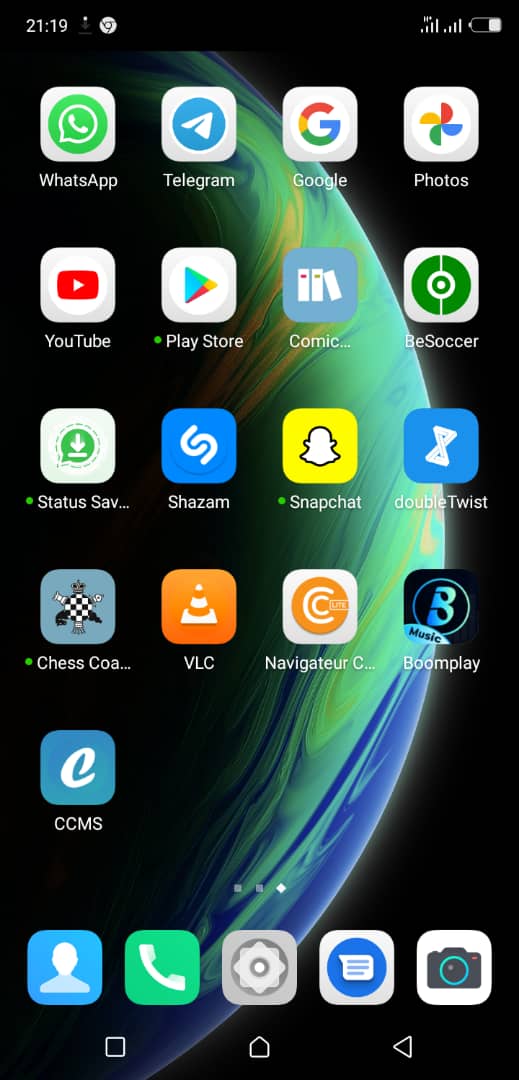 21:19
WhatsApp
Telegram
Google
Photos
YouTube
Play Store
Comic...
BeSoccer
Status Sav...
Shazam
Snapchat
doubleTwist
LITE
Music
Chess Coa...
VLC
Navigateur C...
Boomplay
CCMS